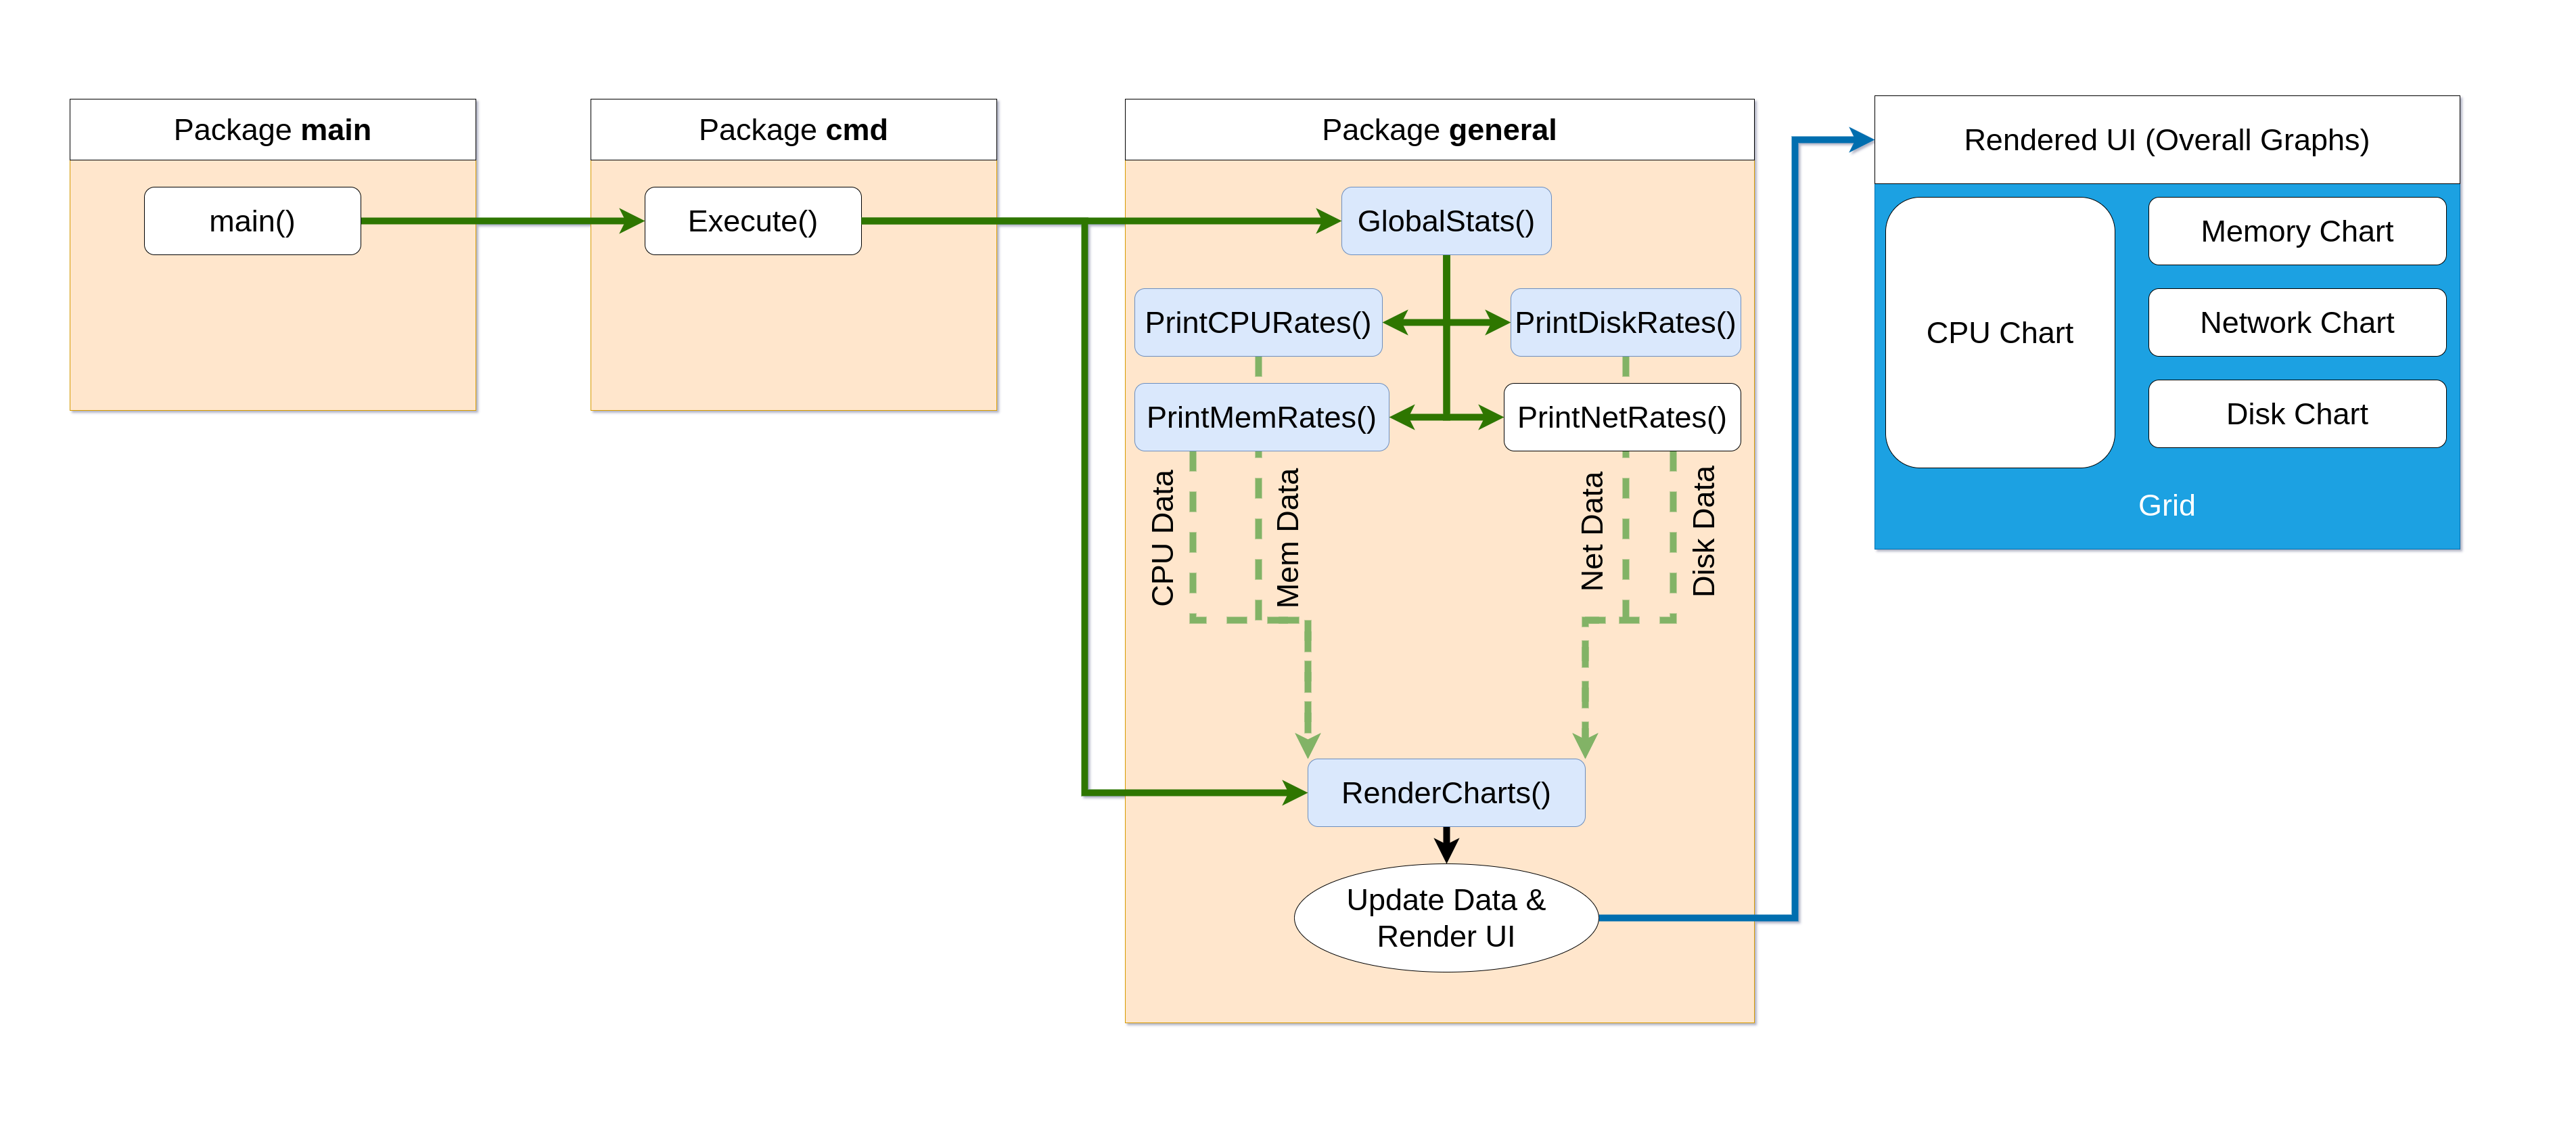 Package main
main()
Package cmd
Execute()
Package general
GlobalStats()
PrintCPURates()
PrintDiskRates()
PrintMemRates()
PrintNetRates()
CPU Data
Mem Data
Net Data
Disk Data
RenderCharts()
Update Data &
Render UI
Rendered UI (Overall Graphs)
CPU Chart
Memory Chart
Network Chart
Disk Chart
Grid